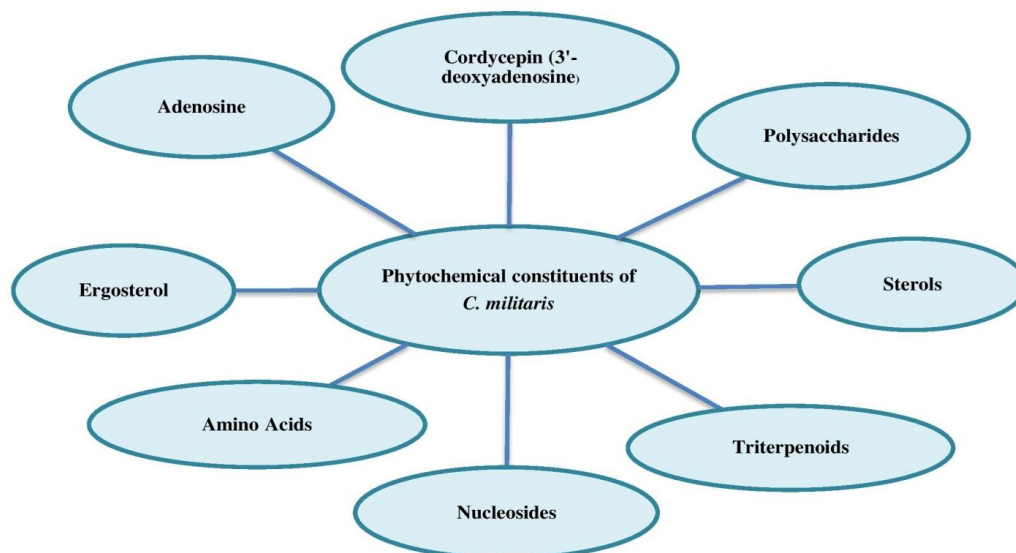 Cordycepin (3'-
deoxyadenosine)
Adenosine
Polysaccharides
Phytochemical constituents of
C. militaris
Ergosterol
Sterols
Amino Acids
Triterpenoids
Nucleosides